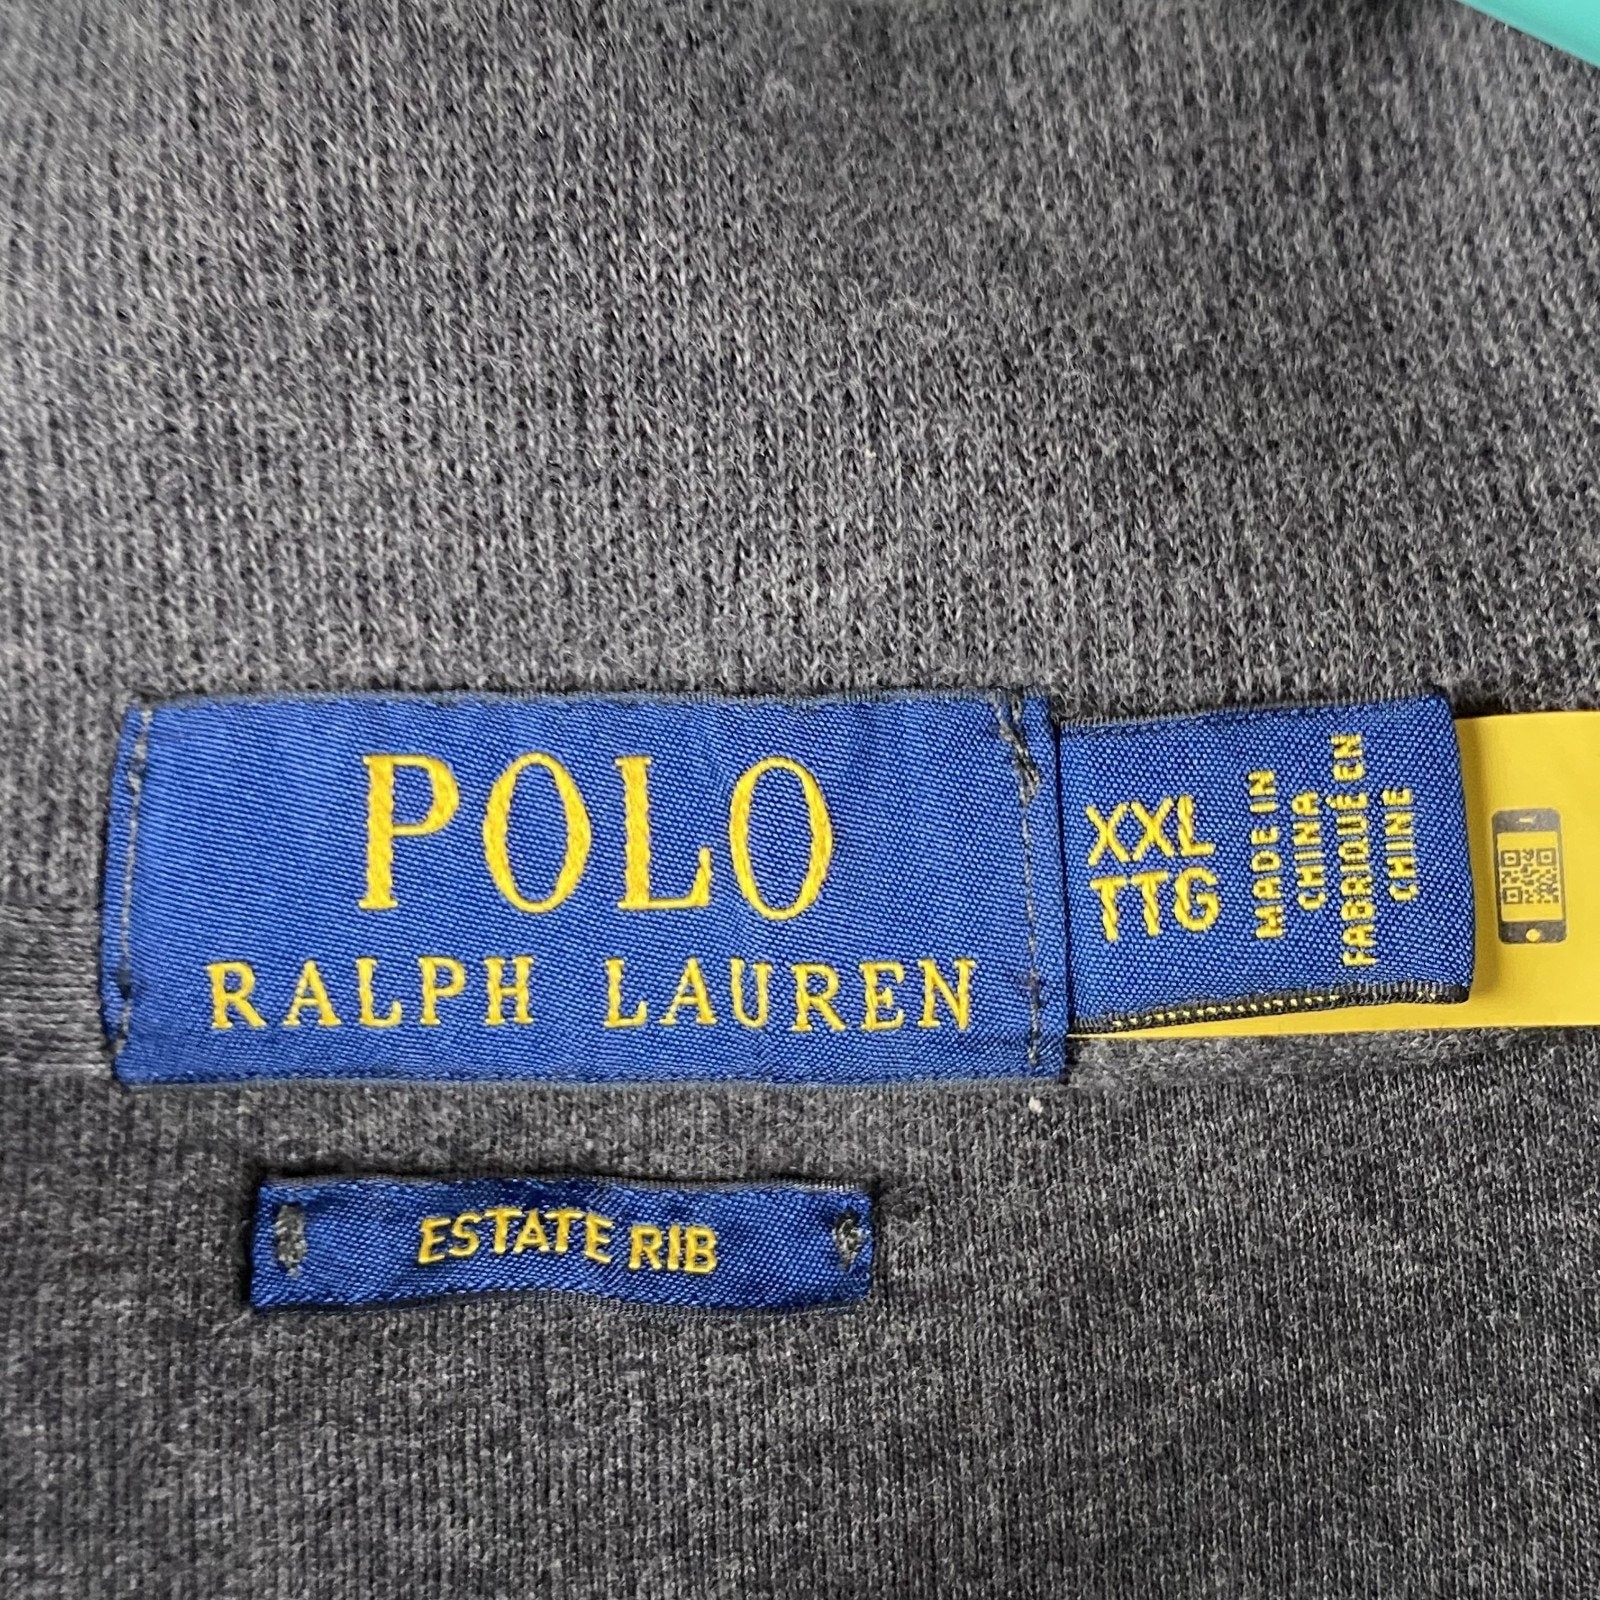 POLO
RALPH LAUREN
XXL
TTG
MADE IN
CHINA
FABRIQUÉ EN
CHINE
ESTATE RIB